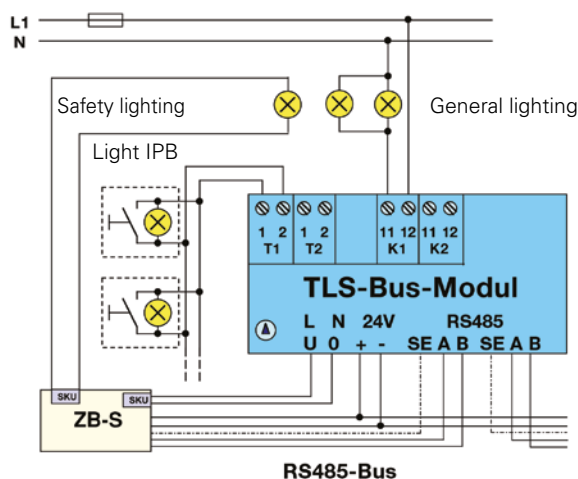 L1
N
Safety lighting
General lighting
Light IPB
1 2 1 2 11 12 11 12
T1 T2 K1 K2
TLS-Bus-Modul
L N 24V RS485
U 0 + - SE A B SE A B
SKU
SKU
ZB-S
RS485-Bus